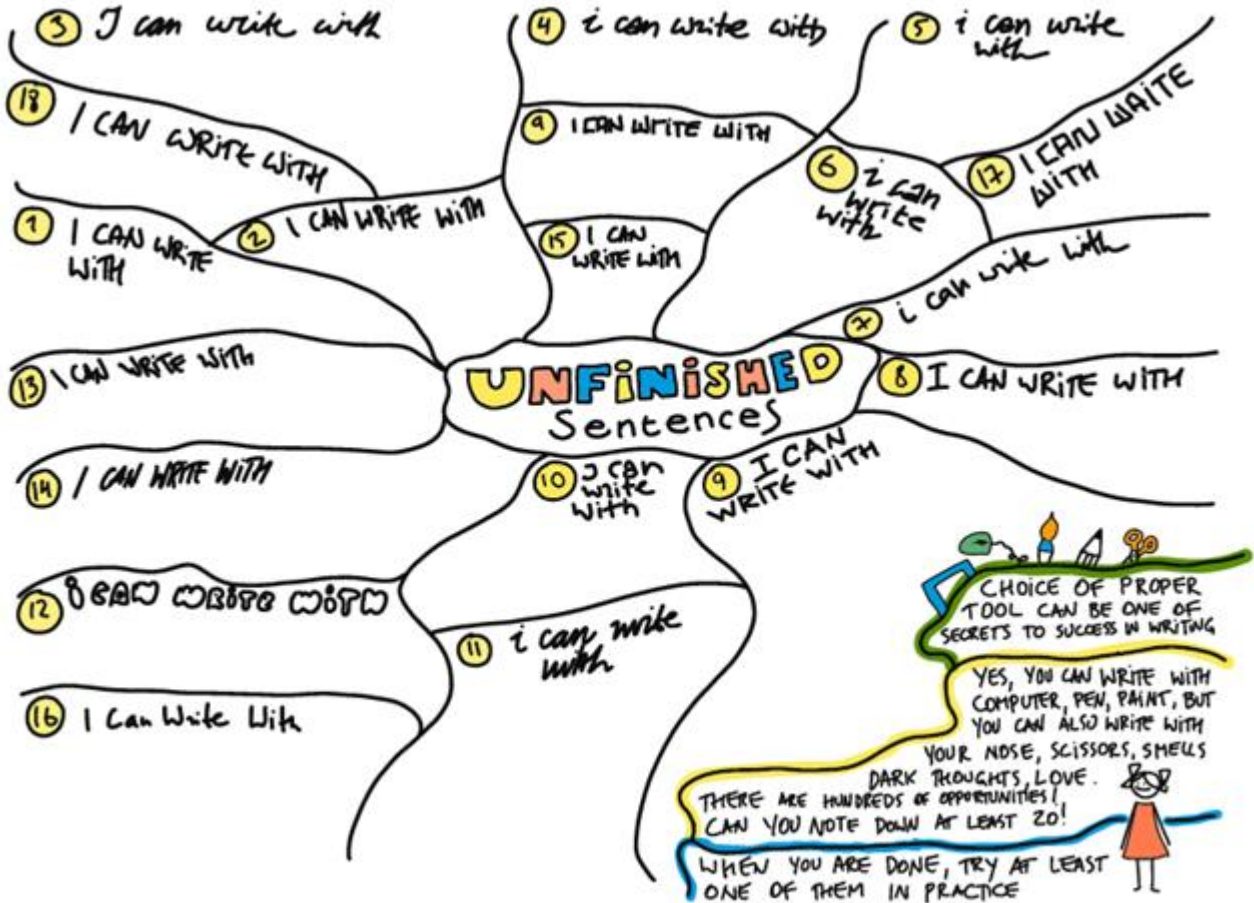 3 I can write with
4 i can write with
5 i can write
with
18 I CAN WRITE WITH
9 I CAN WRITE WITH
6 i can
write
with
17 I CAN WRITE
WITH
1 I CAN WRITE
WITH
2 I CAN WRITE WITH
15 I CAN
WRITE WITH
7 i can write with
13 I CAN WRITE WITH
UNFINISHED
Sentences
8 I CAN WRITE WITH
14 I CAN WRITE WITH
10 I can
write
with
9 I CAN
WRITE WITH
12 I CAN WRITE WITH
11 i can write
with
16 I Can Write With
CHOICE OF PROPER
TOOL CAN BE ONE OF
SECRETS TO SUCCESS IN WRITING
YES, YOU CAN WRITE WITH
COMPUTER, PEN, PAINT, BUT
YOU CAN ALSO WRITE WITH
YOUR NOSE, SCISSORS, SMELLS
DARK THOUGHTS, LOVE.
THERE ARE HUNDREDS OF OPPORTUNITIES!
CAN YOU NOTE DOWN AT LEAST 20!
WHEN YOU ARE DONE, TRY AT LEAST
ONE OF THEM IN PRACTICE